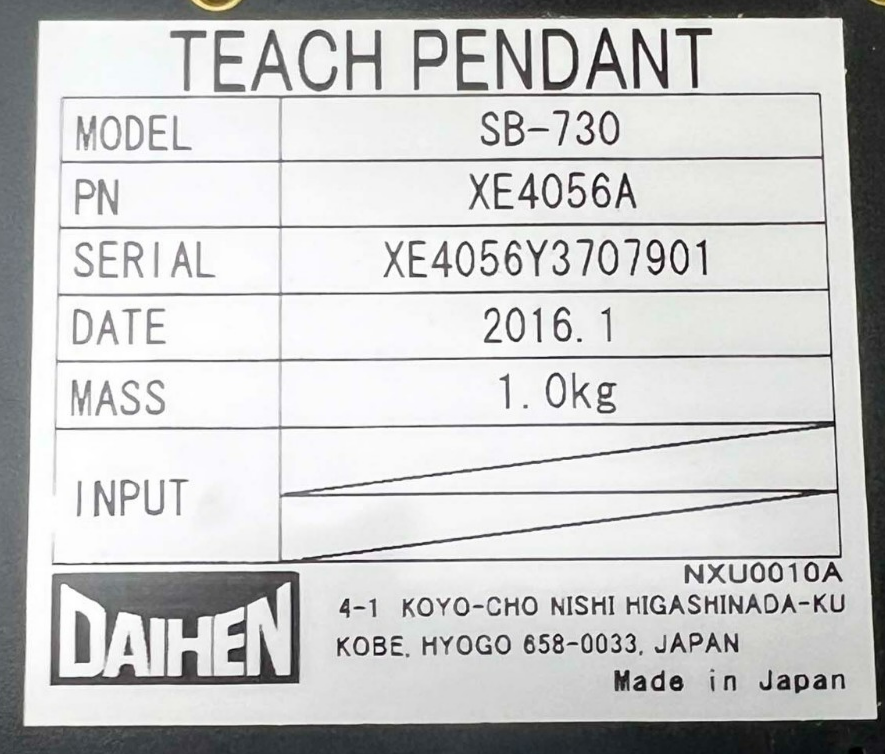 TEACH PENDANT
MODEL SB-730
PN XE4056A
SERIAL XE4056Y3707901
DATE 2016.1
MASS 1.0kg
INPUT
NXU0010A
DAIHEN
4-1 KOYO-CHO NISHI HIGASHINADA-KU
KOBE, HYOGO 658-0033, JAPAN
Made in Japan